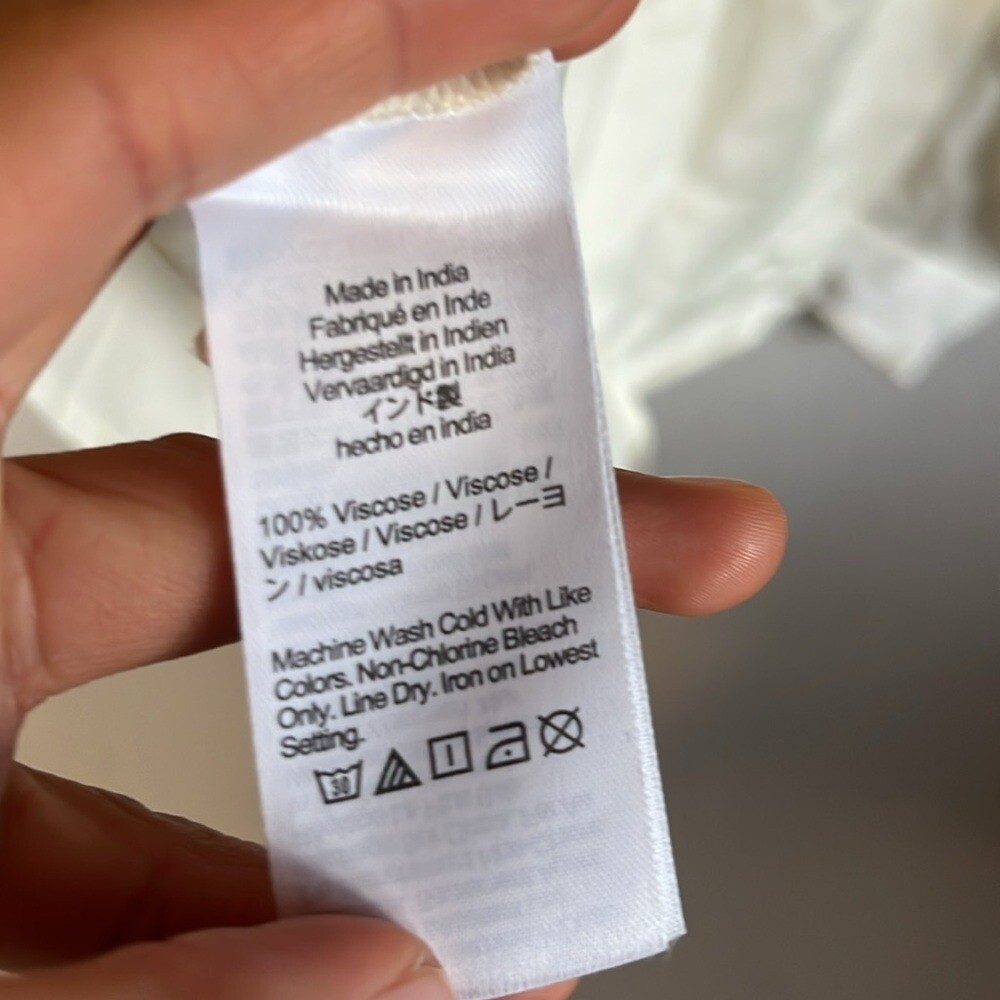 Made in India
Fabriqué en Inde
Hergestellt in Indien
Vervaardigd in India
インド製
hecho en india
100% Viscose / Viscose /
Viskose / Viscose / レーヨ
ン / viscosa
Machine Wash Cold With Like
Colors. Non-Chlorine Bleach
Only. Line Dry. Iron on Lowest
Setting.
30